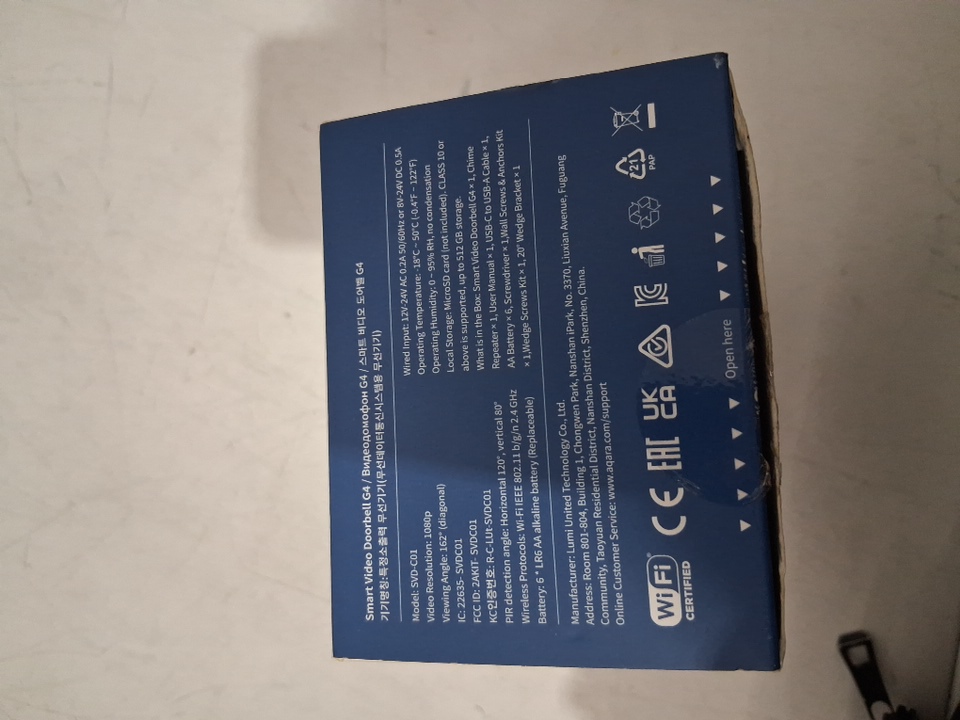 Smart Video Doorbell G4 / Видеодомофон G4 / 스마트 비디오 도어벨 G4
기기명칭:특정소출력 무선기기(무선데이터통신시스템용 무선기기)
Model: SVD-C01
Video Resolution: 1080p
Viewing Angle: 162° (diagonal)
IC: 22635- SVDC01
FCC ID: 2AKIT- SVDC01
KC인증번호: R-C-LUt-SVDC01
PIR detection angle: Horizontal 120°, vertical 80°
Wireless Protocols: Wi-Fi IEEE 802.11 b/g/n 2.4 GHz
Battery: 6 * LR6 AA alkaline battery (Replaceable)
Wired Input: 12V-24V AC 0.2A 50/60Hz or 8V-24V DC 0.5A
Operating Temperature: -18°C ~ 50°C (-0.4°F ~ 122°F)
Operating Humidity: 0 ~ 95% RH, no condensation
Local Storage: MicroSD card (not included). CLASS 10 or
above is supported, up to 512 GB storage.
What is in the Box: Smart Video Doorbell G4 × 1, Chime
Repeater × 1, User Manual × 1, USB-C to USB-A Cable × 1,
AA Battery × 6, Screwdriver × 1,Wall Screws & Anchors Kit
× 1,Wedge Screws Kit × 1, 20° Wedge Bracket × 1
Manufacturer: Lumi United Technology Co., Ltd.
Address: Room 801-804, Building 1, Chongwen Park, Nanshan iPark, No. 3370, Liuxian Avenue, Fuguang
Community, Taoyuan Residential District, Nanshan District, Shenzhen, China.
Online Customer Service: www.aqara.com/support
Wi Fi
CERTIFIED
CE
EAC
UK
CA
21
PAP
Open here